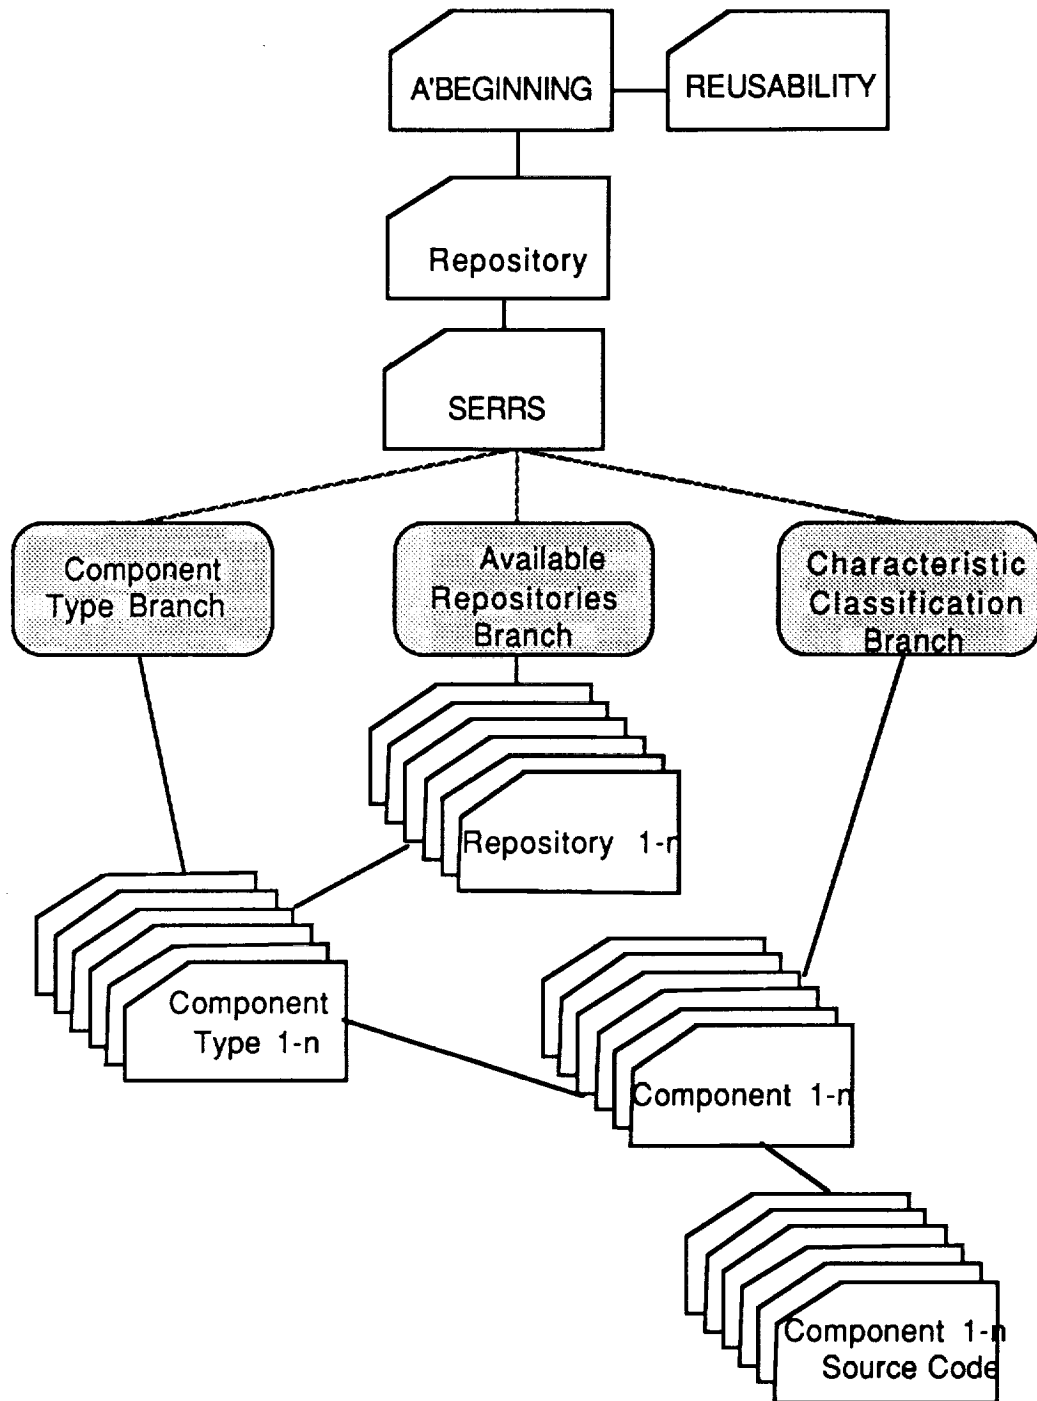 A'BEGINNING
REUSABILITY
Repository
SERRS
Component
Type Branch
Available
Repositories
Branch
Characteristic
Classification
Branch
Repository 1-n
Component
Type 1-n
Component 1-n
Component 1-n
Source Code